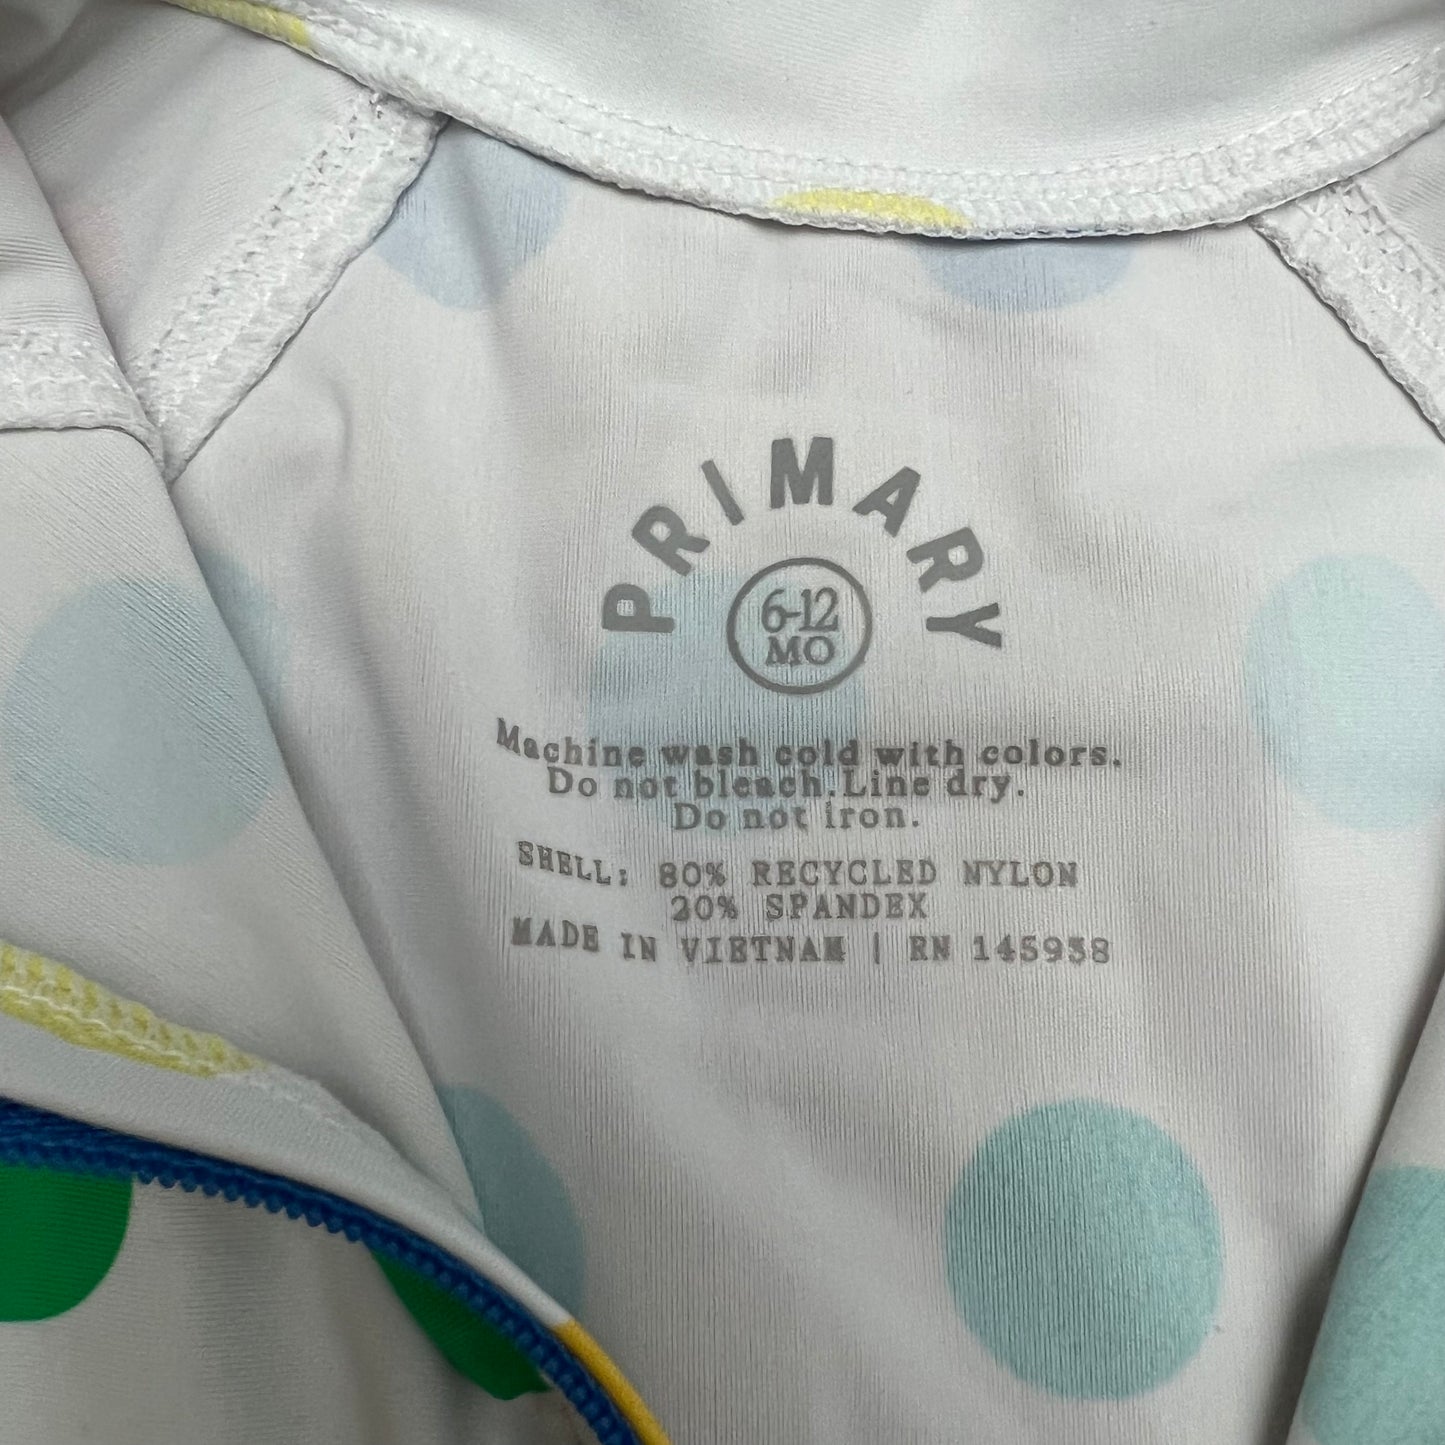 PRIMARY
6-12
MO
Machine wash cold with colors.
Do not bleach.Line dry.
Do not iron.
SHELL: 80% RECYCLED NYLON
20% SPANDEX
MADE IN VIETNAM | RN 145938